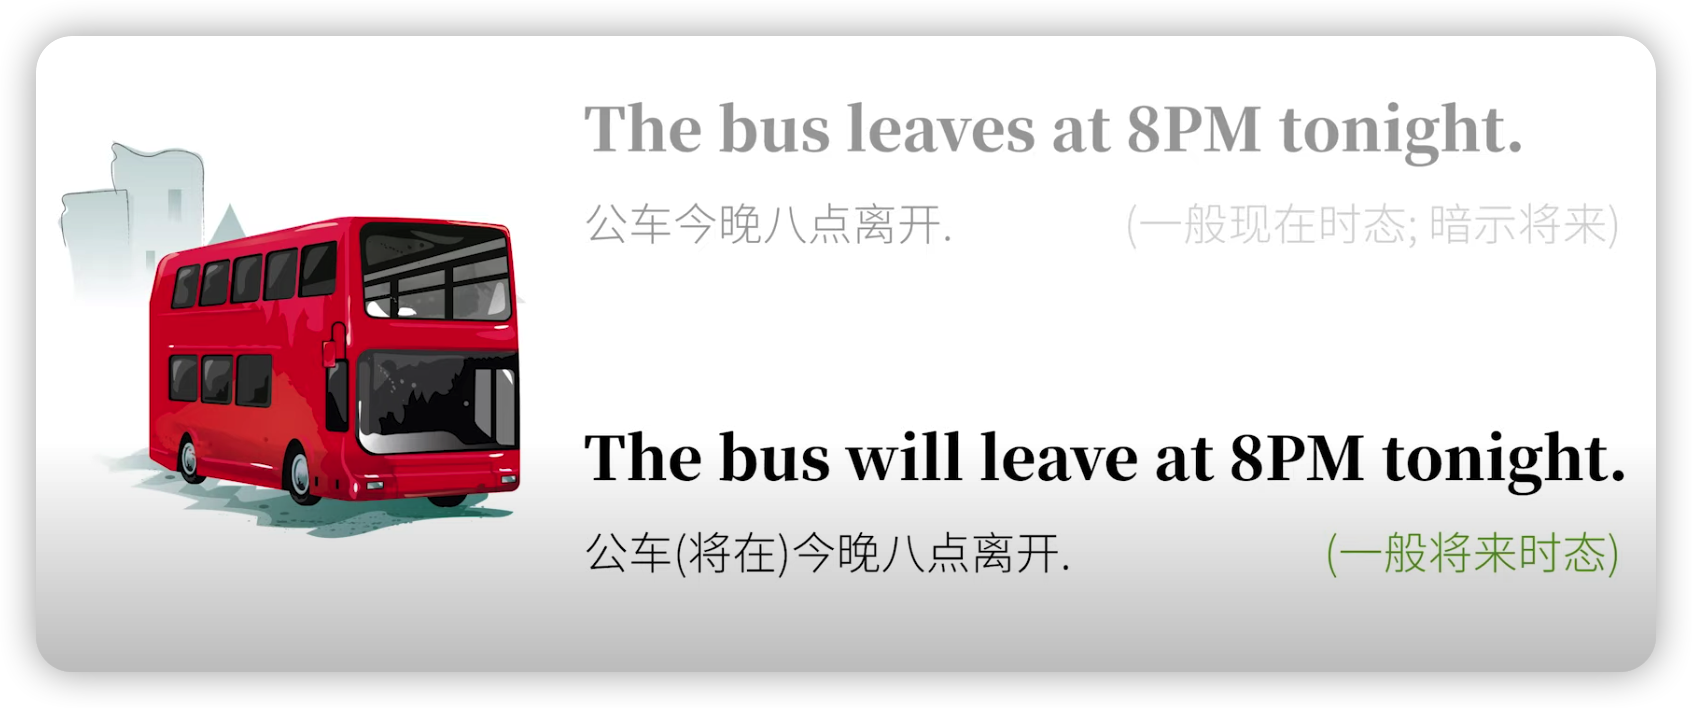 The bus leaves at 8PM tonight.
公车今晚八点离开. (一般现在时态; 暗示将来)
The bus will leave at 8PM tonight.
公车(将在)今晚八点离开. (一般将来时态)